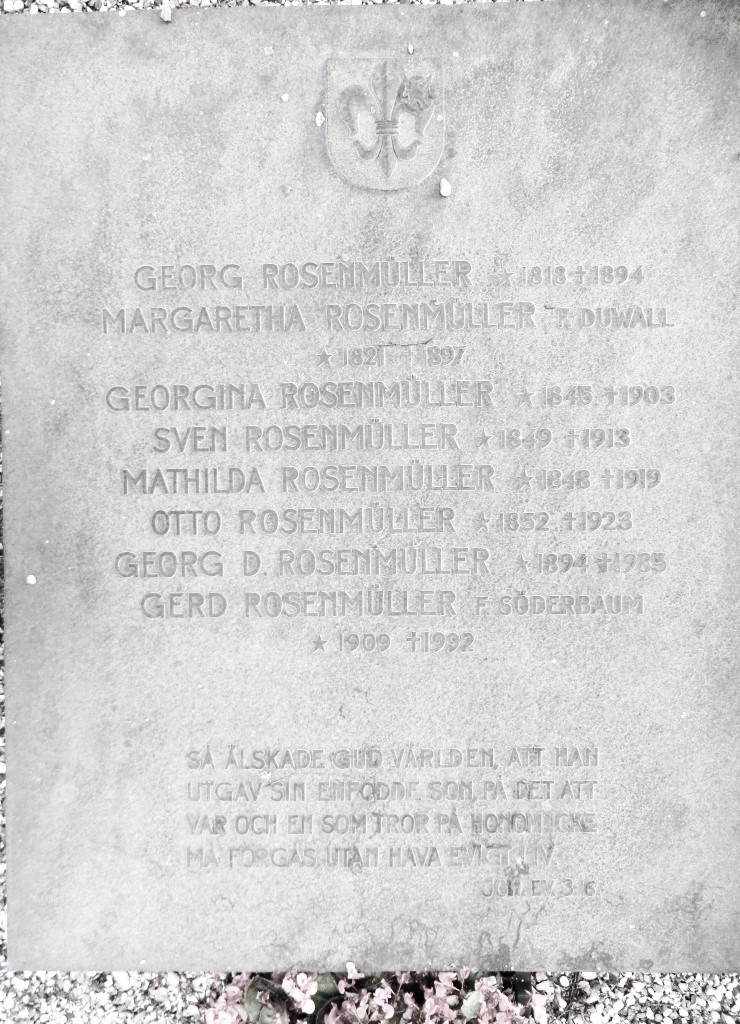 GEORG ROSENMÜLLER ★ 1818 † 1894
MARGARETHA ROSENMÜLLER F. DUWALL
★ 1821 † 1897
GEORGINA ROSENMÜLLER ★ 1845 † 1903
SVEN ROSENMÜLLER ★ 1849 † 1913
MATHILDA ROSENMÜLLER ★ 1848 † 1919
OTTO ROSENMÜLLER ★ 1852 † 1923
GEORG D. ROSENMÜLLER ★ 1894 † 1985
GERD ROSENMÜLLER F. SÖDERBAUM
★ 1909 † 1992
SÅ ÄLSKADE GUD VÄRLDEN, ATT HAN
UTGAV SIN ENFÖDDE SON, PÅ DET ATT
VAR OCH EN SOM TROR PÅ HONOM ICKE
MÅ FÖRGÅS UTAN HAVA EVIGT LIV.
JOH. EV. 3 16